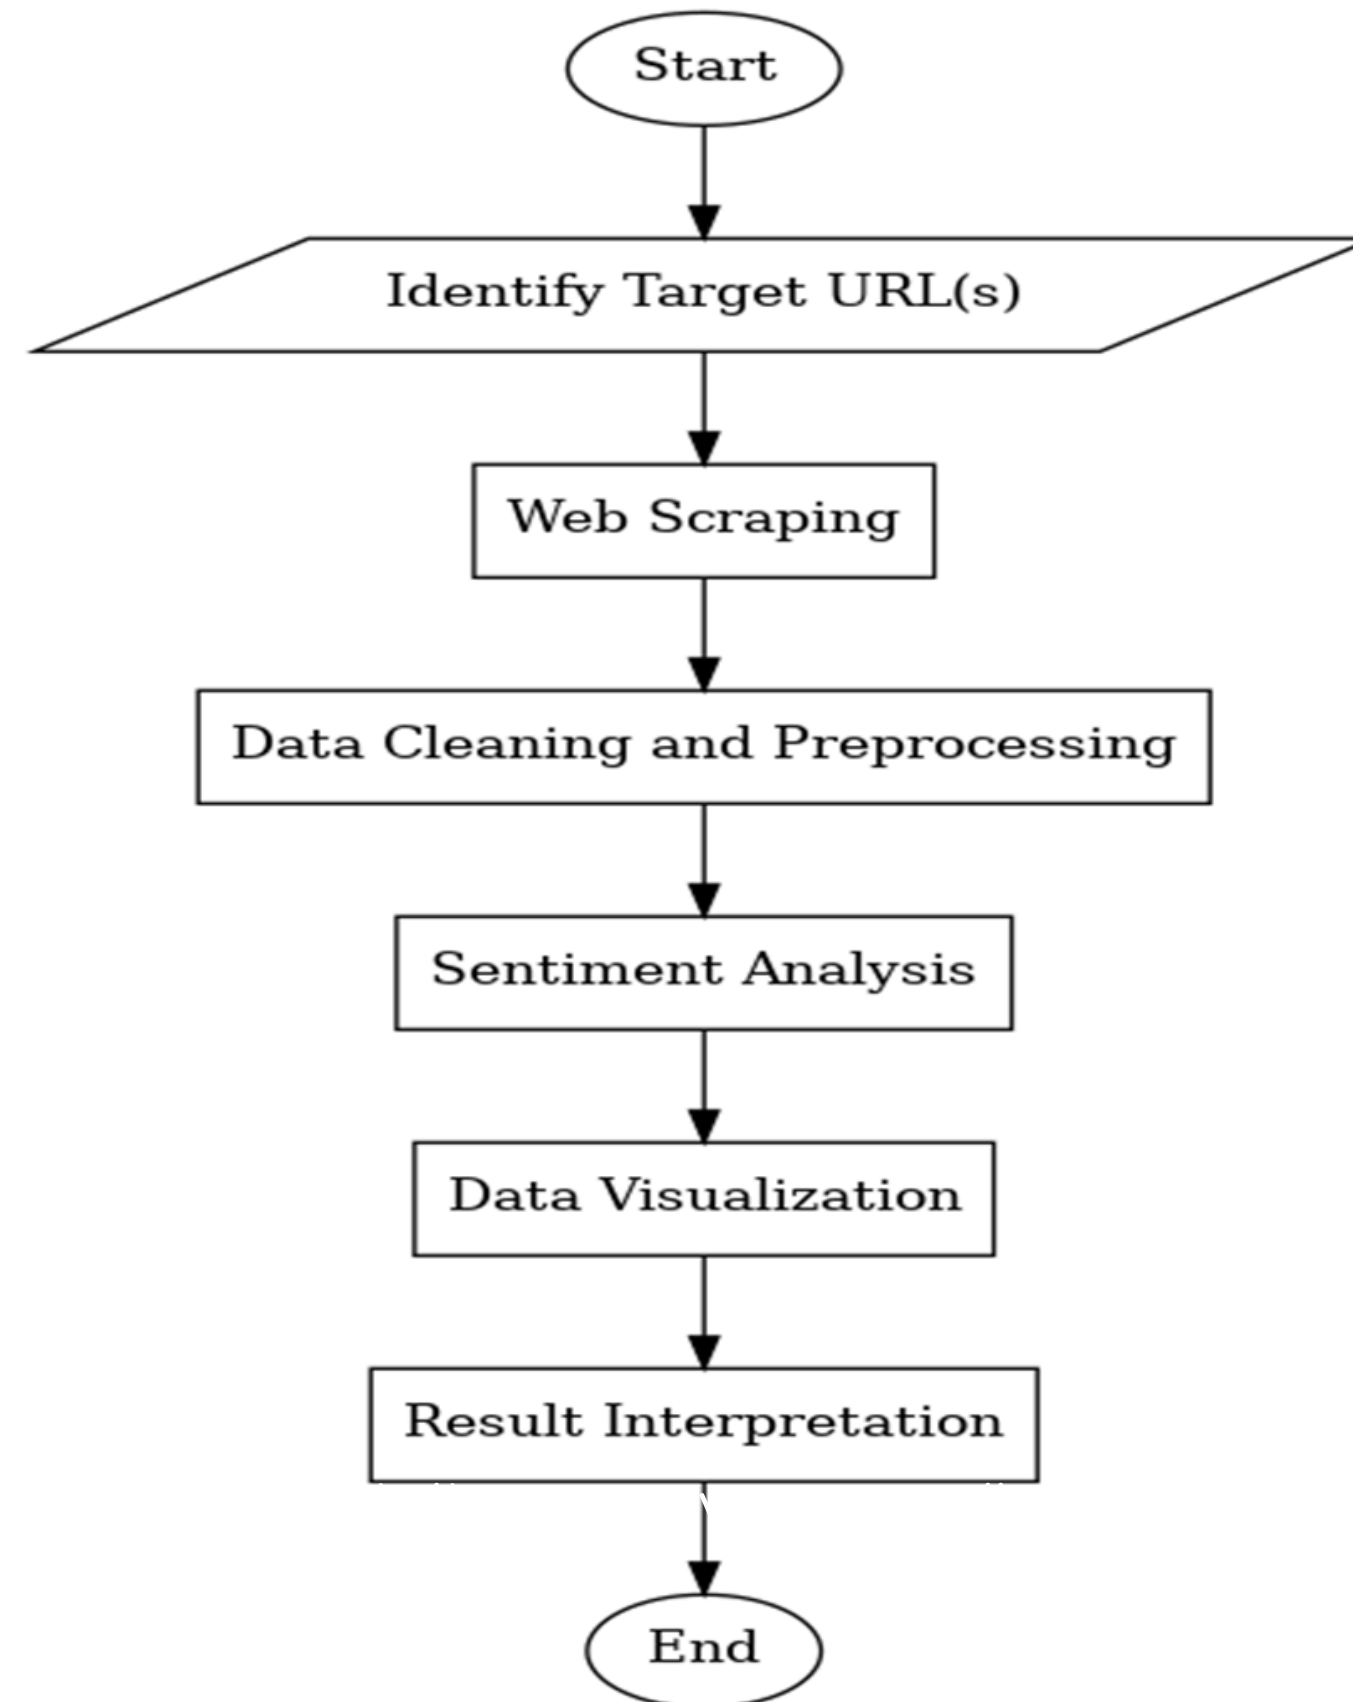 Start
Identify Target URL(s)
Web Scraping
Data Cleaning and Preprocessing
Sentiment Analysis
Data Visualization
Result Interpretation
End